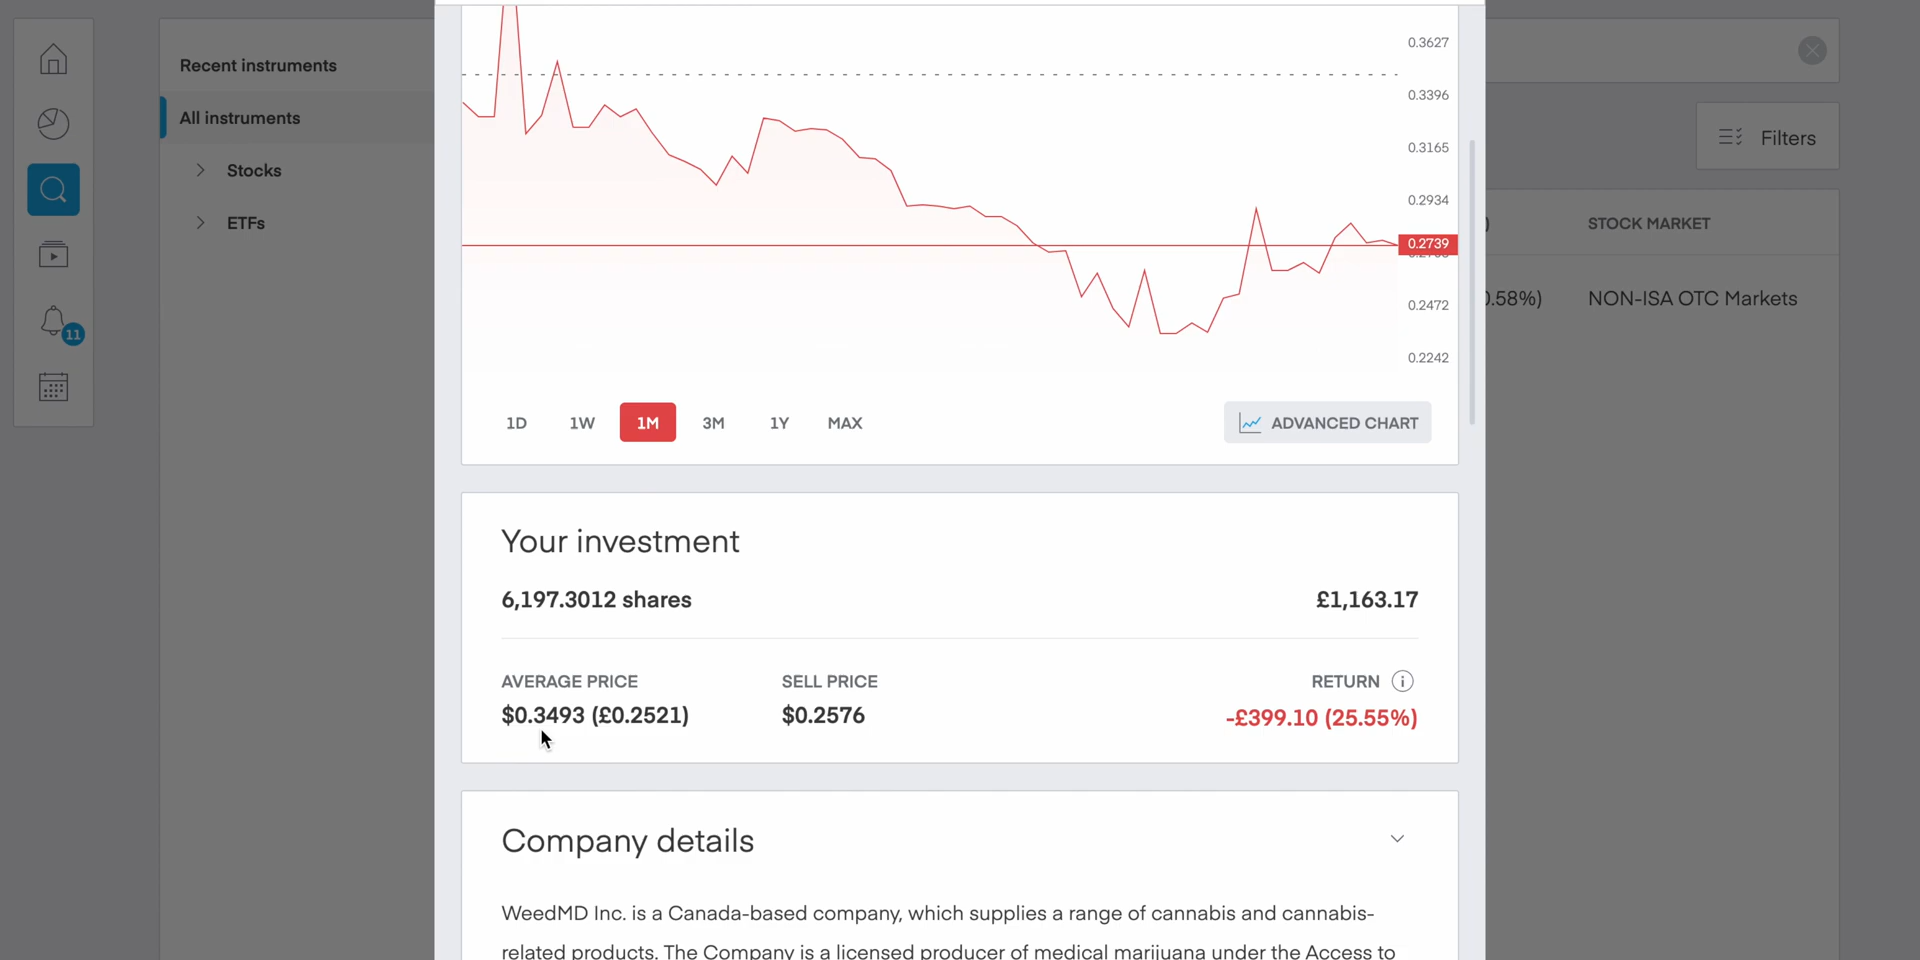 Recent instruments
All instruments
Stocks
ETFs
11
0.3627
0.3396
0.3165
0.2934
0.2739
0.2472
0.2242
1D 1W 1M 3M 1Y MAX
ADVANCED CHART
Filters
) STOCK MARKET
0.58%) NON-ISA OTC Markets
Your investment
6,197.3012 shares £1,163.17
AVERAGE PRICE SELL PRICE RETURN
$0.3493 (£0.2521) $0.2576 -£399.10 (25.55%)
Company details
WeedMD Inc. is a Canada-based company, which supplies a range of cannabis and cannabis-
related products. The Company is a licensed producer of medical marijuana under the Access to